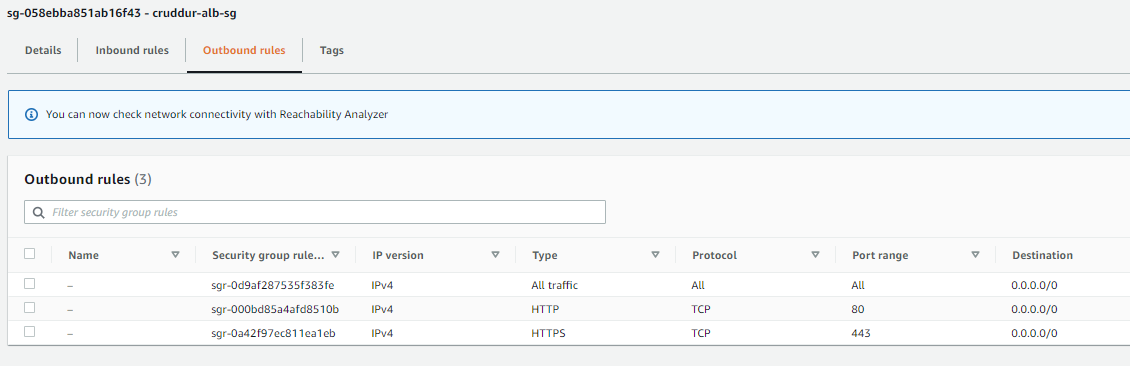 sg-058ebba851ab16f43 - cruddur-alb-sg
Details Inbound rules Outbound rules Tags
You can now check network connectivity with Reachability Analyzer
Outbound rules (3)
Filter security group rules
Name Security group rule... IP version Type Protocol Port range Destination
– sgr-0d9af287535f383fe IPv4 All traffic All All 0.0.0.0/0
– sgr-000bd85a4afd8510b IPv4 HTTP TCP 80 0.0.0.0/0
– sgr-0a42f97ec811ea1eb IPv4 HTTPS TCP 443 0.0.0.0/0